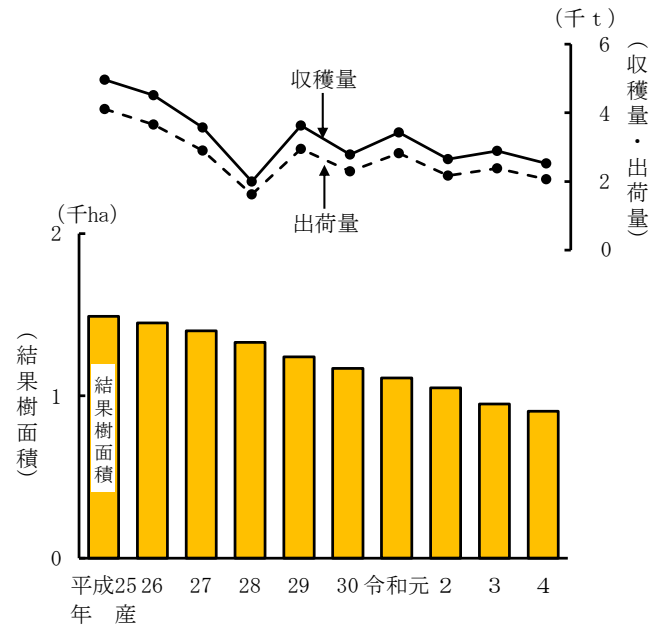 （千ｔ）
6
4
2
0
（収穫量・出荷量）
収穫量
出荷量
（千ha）
2
1
0
（結果樹面積）
結果樹面積
平成25 26 27 28 29 30 令和元 2 3 4
年 産